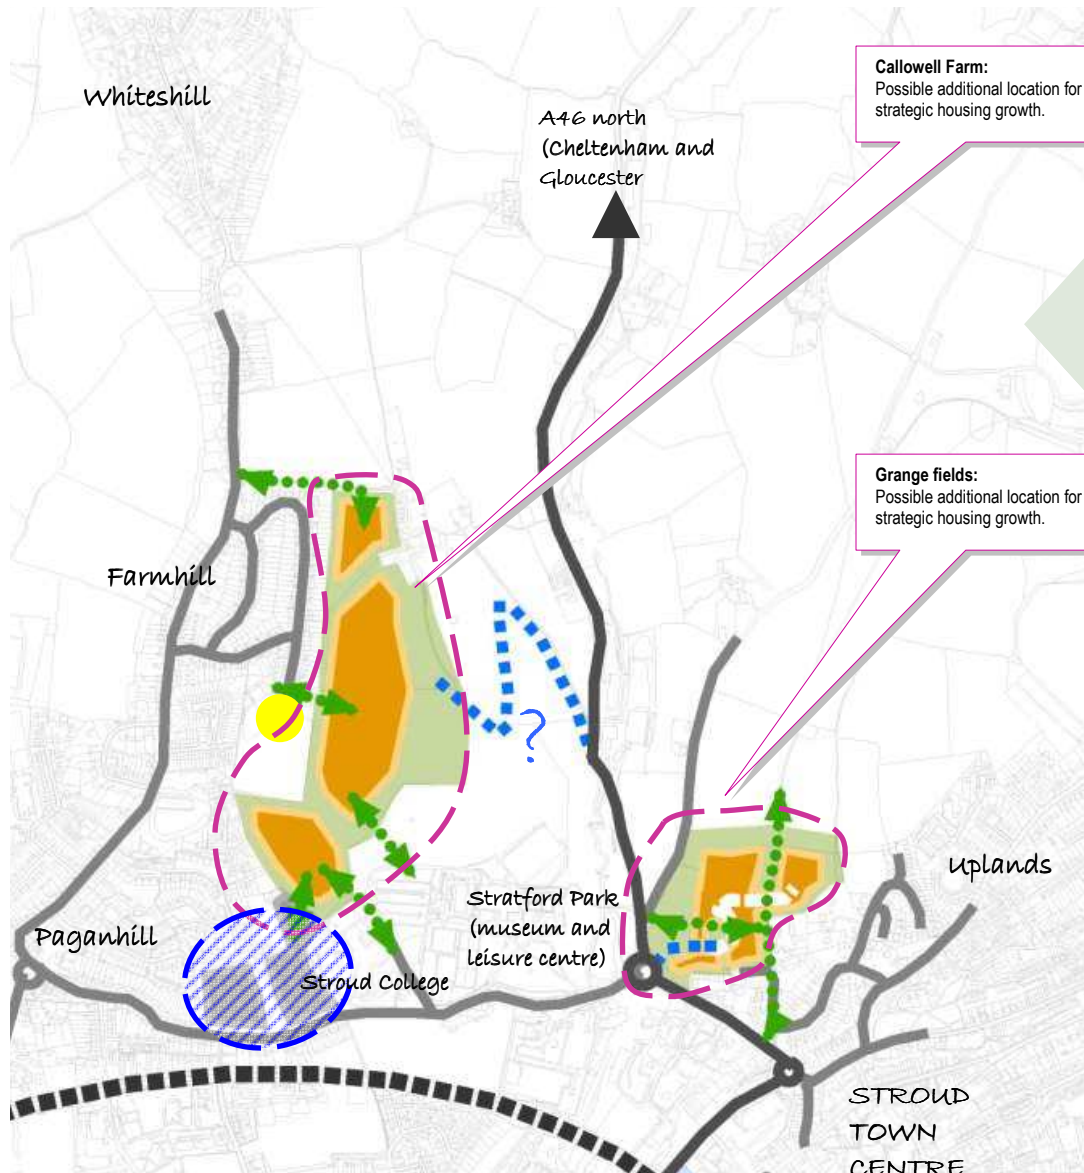 Whiteshill
A46 north
(Cheltenham and
Gloucester
Callowell Farm:
Possible additional location for
strategic housing growth.
Grange fields:
Possible additional location for
strategic housing growth.
Farmhill
?
Uplands
Stratford Park
(museum and
leisure centre)
Paganhill
Stroud College
STROUD
TOWN
CENTRE